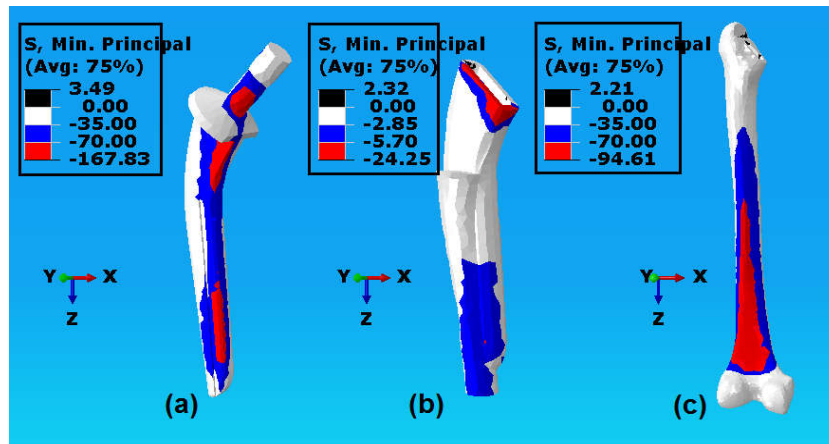 S, Min. Principal
(Avg: 75%)
3.49
0.00
-35.00
-70.00
-167.83
Y X
Z
(a)
S, Min. Principal
(Avg: 75%)
2.32
0.00
-2.85
-5.70
-24.25
Y X
Z
(b)
S, Min. Principal
(Avg: 75%)
2.21
0.00
-35.00
-70.00
-94.61
Y X
Z
(c)